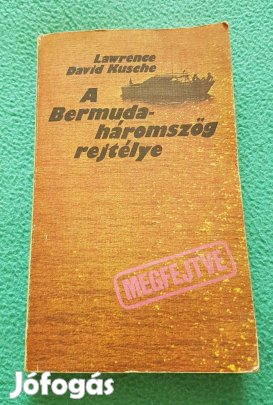 Lawrence
David Kusche
A
Bermuda-
háromszög
rejtélye
MEGFEJTVE
Jófogás